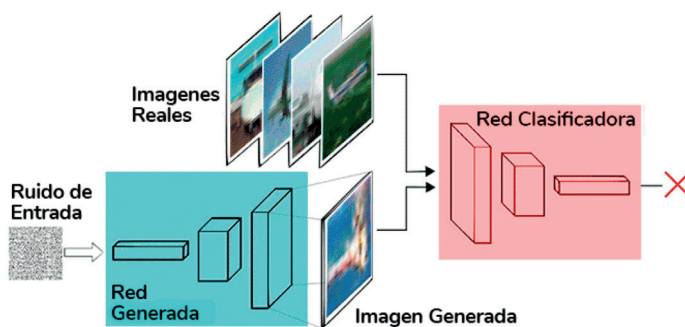 Imagenes
Reales
Red Clasificadora
Ruido de
Entrada
Red
Generada
Imagen Generada